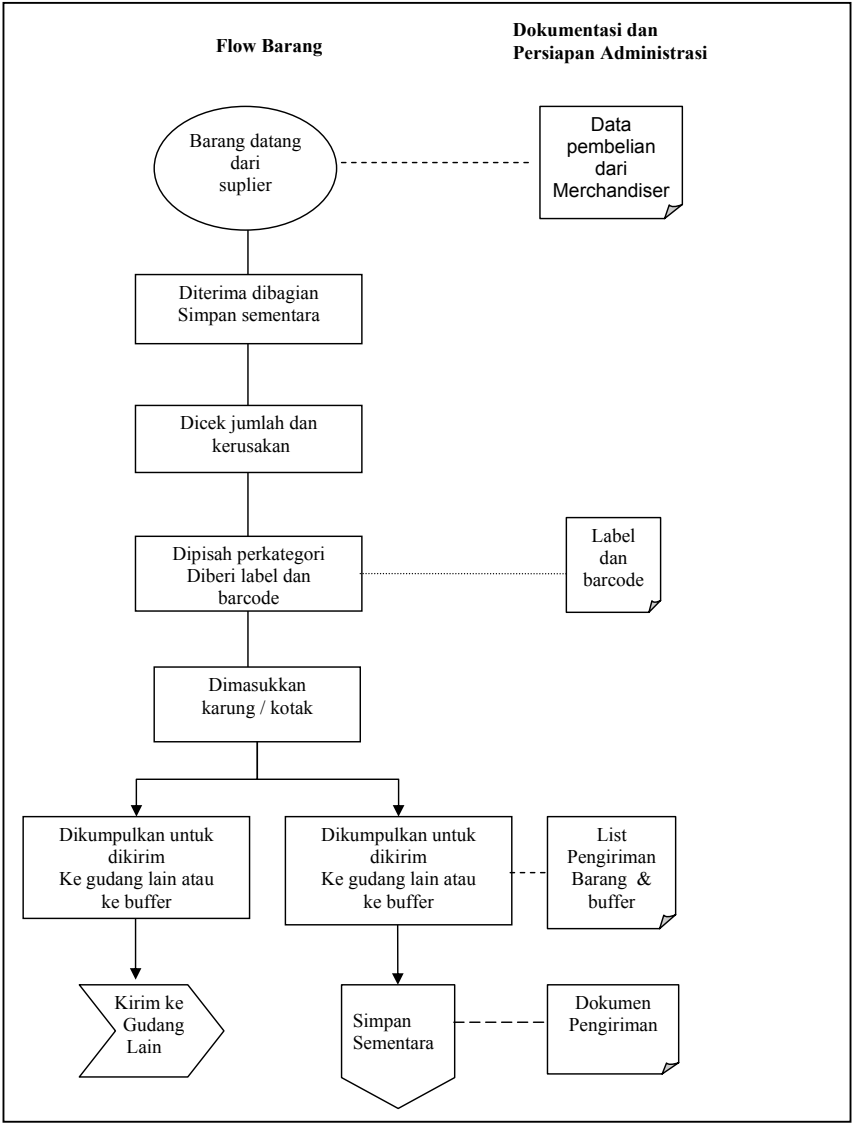 Flow Barang
Dokumentasi dan
Persiapan Administrasi
Barang datang
dari
suplier
Data
pembelian
dari
Merchandiser
Diterima dibagian
Simpan sementara
Dicek jumlah dan
kerusakan
Dipisah perkategori
Diberi label dan
barcode
Label
dan
barcode
Dimasukkan
karung / kotak
Dikumpulkan untuk
dikirim
Ke gudang lain atau
ke buffer
Dikumpulkan untuk
dikirim
Ke gudang lain atau
ke buffer
List
Pengiriman
Barang &
buffer
Kirim ke
Gudang
Lain
Simpan
Sementara
Dokumen
Pengiriman